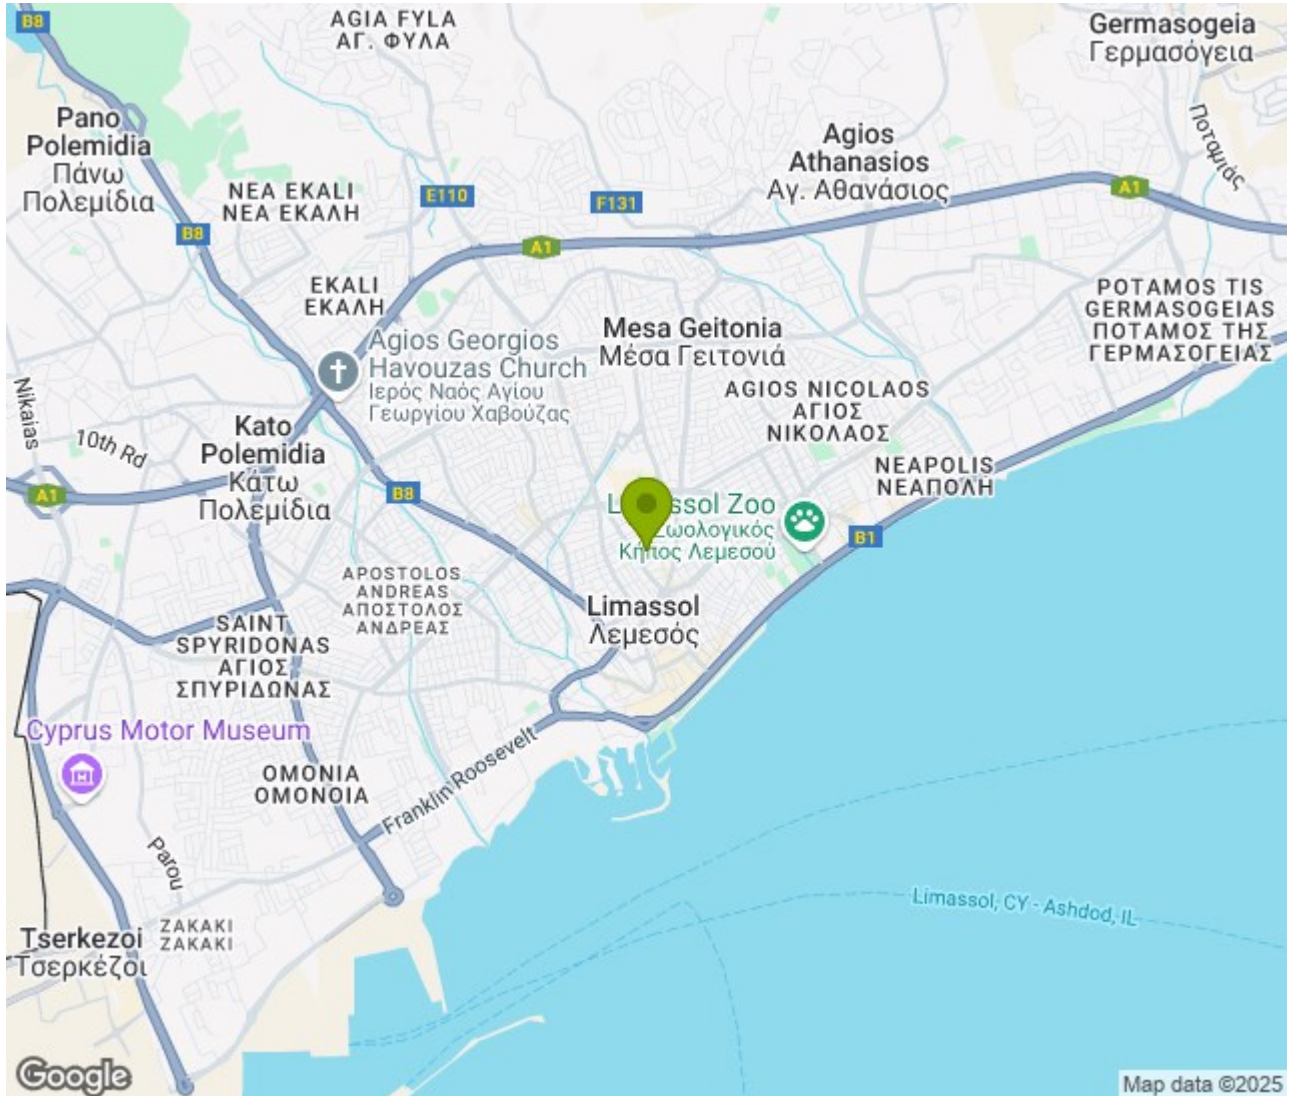 B8
AGIA FYLA
ΑΓ. ΦΥΛΑ
Germasogeia
Γερμασόγεια
Pano
Polemidia
Πάνω
Πολεμίδια
Ποταμιάς
Agios
Athanasios
Αγ. Αθανάσιος
NEA EKALI
ΝΕΑ ΕΚΑΛΗ
E110
F131
A1
B8
A1
EKALI
ΕΚΑΛΗ
POTAMOS TIS
GERMASOGEIAS
ΠΟΤΑΜΟΣ ΤΗΣ
ΓΕΡΜΑΣΟΓΕΙΑΣ
Mesa Geitonia
Μέσα Γειτονιά
Agios Georgios
Havouzas Church
Ιερός Ναός Αγίου
Γεωργίου Χαβούζας
AGIOS NICOLAOS
ΑΓΙΟΣ
ΝΙΚΟΛΑΟΣ
Nikaias
10th Rd
Kato
Polemidia
Κάτω
Πολεμίδια
NEAPOLIS
ΝΕΑΠΟΛΗ
A1
B8
Zoo
Κήπος Λεμεσού
B1
APOSTOLOS
ANDREAS
ΑΠΟΣΤΟΛΟΣ
ΑΝΔΡΕΑΣ
Limassol
Λεμεσός
SAINT
SPYRIDONAS
ΑΓΙΟΣ
ΣΠΥΡΙΔΩΝΑΣ
Cyprus Motor Museum
OMONIA
ΟΜΟΝΟΙΑ
Franklin Roosevelt
Parou
Limassol, CY - Ashdod, IL
ZAKAKI
ΖΑΚΑΚΙ
Tserkezoi
Τσερκέζοι
Google
Map data ©2025